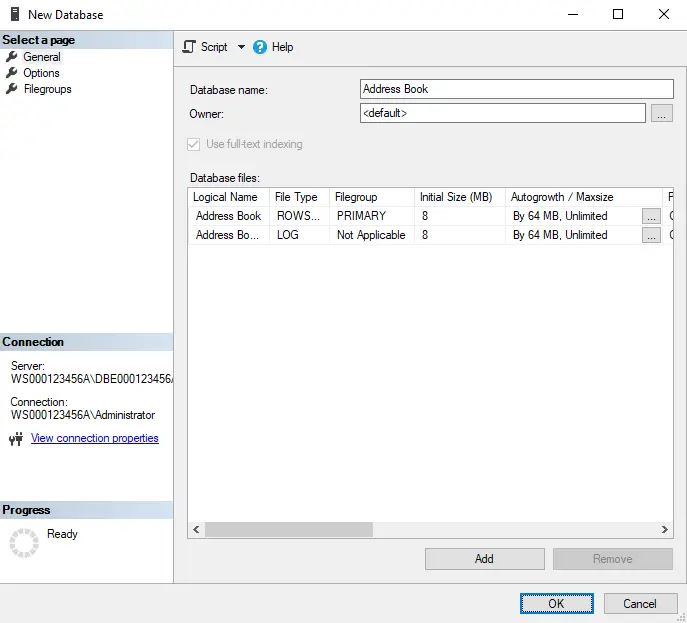 New Database
Select a page
General
Options
Filegroups
Script Help
Database name: Address Book
Owner: <default> ...
Use full-text indexing
Database files:
Logical Name File Type Filegroup Initial Size (MB) Autogrowth / Maxsize
Address Book ROWS... PRIMARY 8 By 64 MB, Unlimited ...
Address Bo... LOG Not Applicable 8 By 64 MB, Unlimited ...
Connection
Server:
WS000123456A\DBE000123456
Connection:
WS000123456A\Administrator
View connection properties
Progress
Ready
Add Remove
OK Cancel